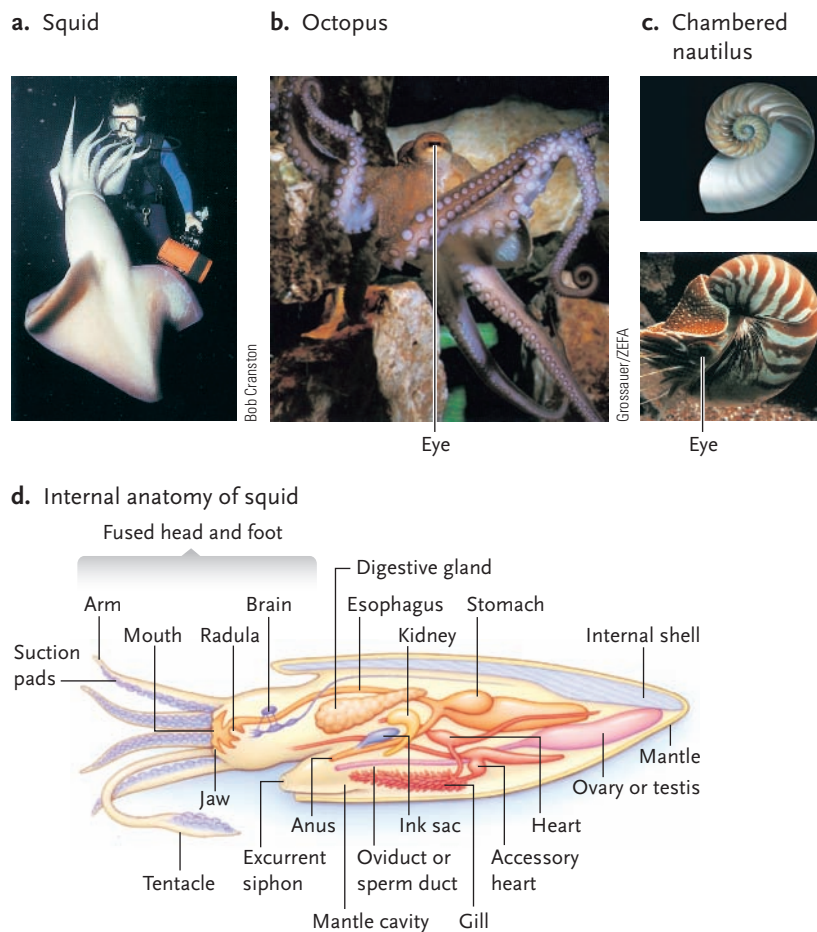 a. Squid
b. Octopus
c. Chambered
nautilus
Bob Cranston
Grossauer/ZEFA
Eye
Eye
d. Internal anatomy of squid
Fused head and foot
Digestive gland
Arm
Brain
Esophagus
Stomach
Mouth
Radula
Kidney
Internal shell
Suction
pads
Mantle
Ovary or testis
Jaw
Anus
Ink sac
Heart
Excurrent
siphon
Oviduct or
sperm duct
Accessory
heart
Tentacle
Mantle cavity
Gill